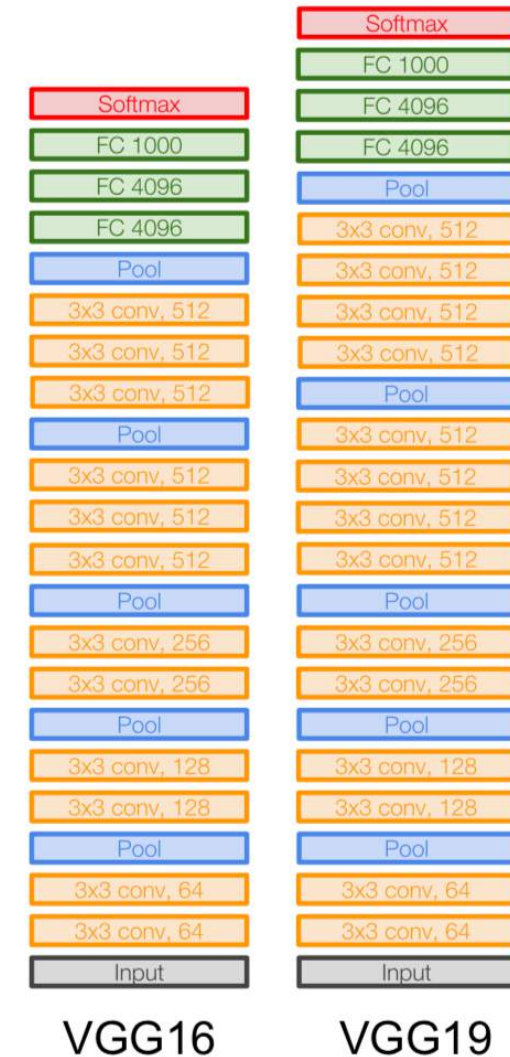 Softmax
FC 1000
FC 4096
FC 4096
Pool
3x3 conv, 512
3x3 conv, 512
3x3 conv, 512
Pool
3x3 conv, 512
3x3 conv, 512
3x3 conv, 512
Pool
3x3 conv, 256
3x3 conv, 256
Pool
3x3 conv, 128
3x3 conv, 128
Pool
3x3 conv, 64
3x3 conv, 64
Input
VGG16
Softmax
FC 1000
FC 4096
FC 4096
Pool
3x3 conv, 512
3x3 conv, 512
3x3 conv, 512
3x3 conv, 512
Pool
3x3 conv, 512
3x3 conv, 512
3x3 conv, 512
3x3 conv, 512
Pool
3x3 conv, 256
3x3 conv, 256
Pool
3x3 conv, 128
3x3 conv, 128
Pool
3x3 conv, 64
3x3 conv, 64
Input
VGG19